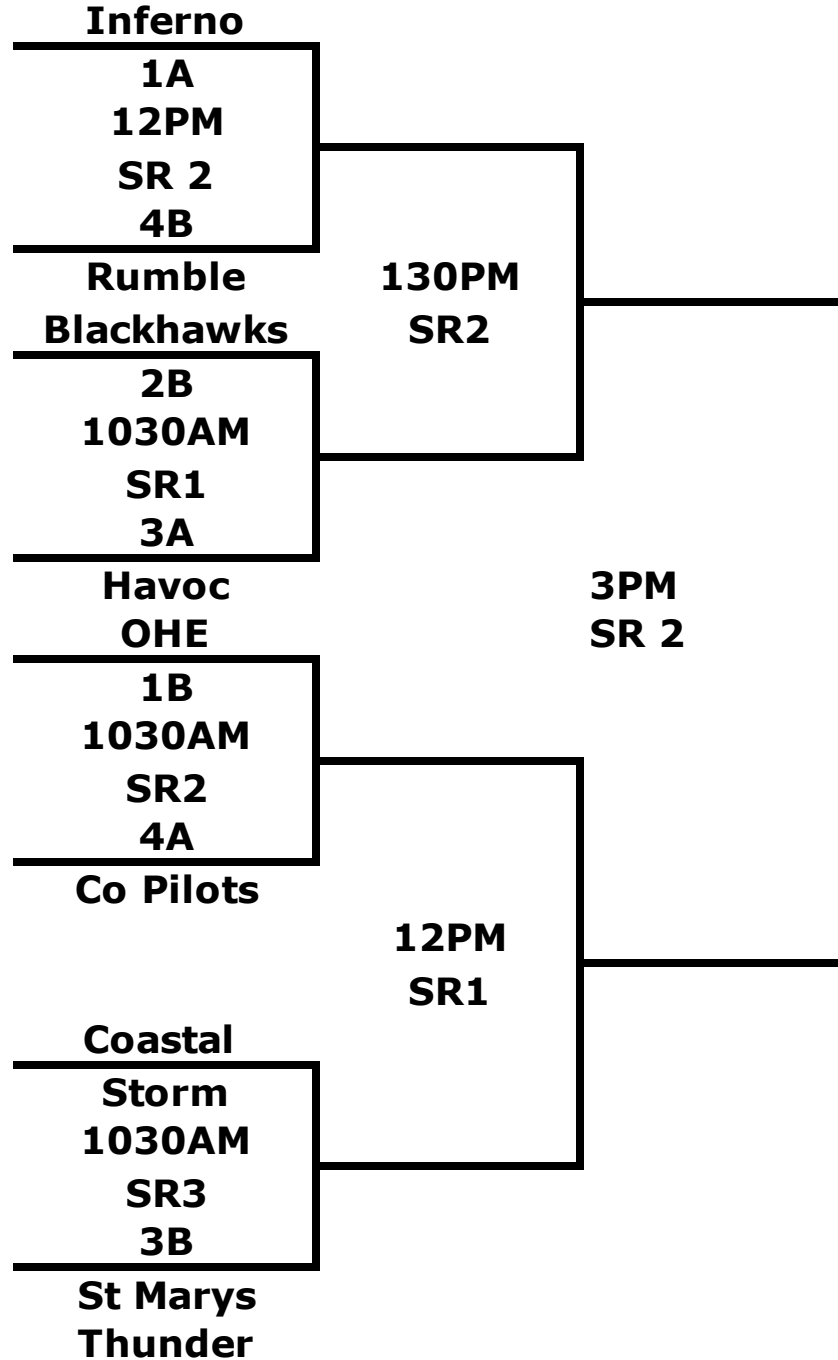 Inferno
1A
12PM
SR 2
4B
Rumble
Blackhawks
2B
1030AM
SR1
3A
Havoc
OHE
1B
1030AM
SR2
4A
Co Pilots
Coastal
Storm
1030AM
SR3
3B
St Marys
Thunder
130PM
SR2
12PM
SR1
3PM
SR 2